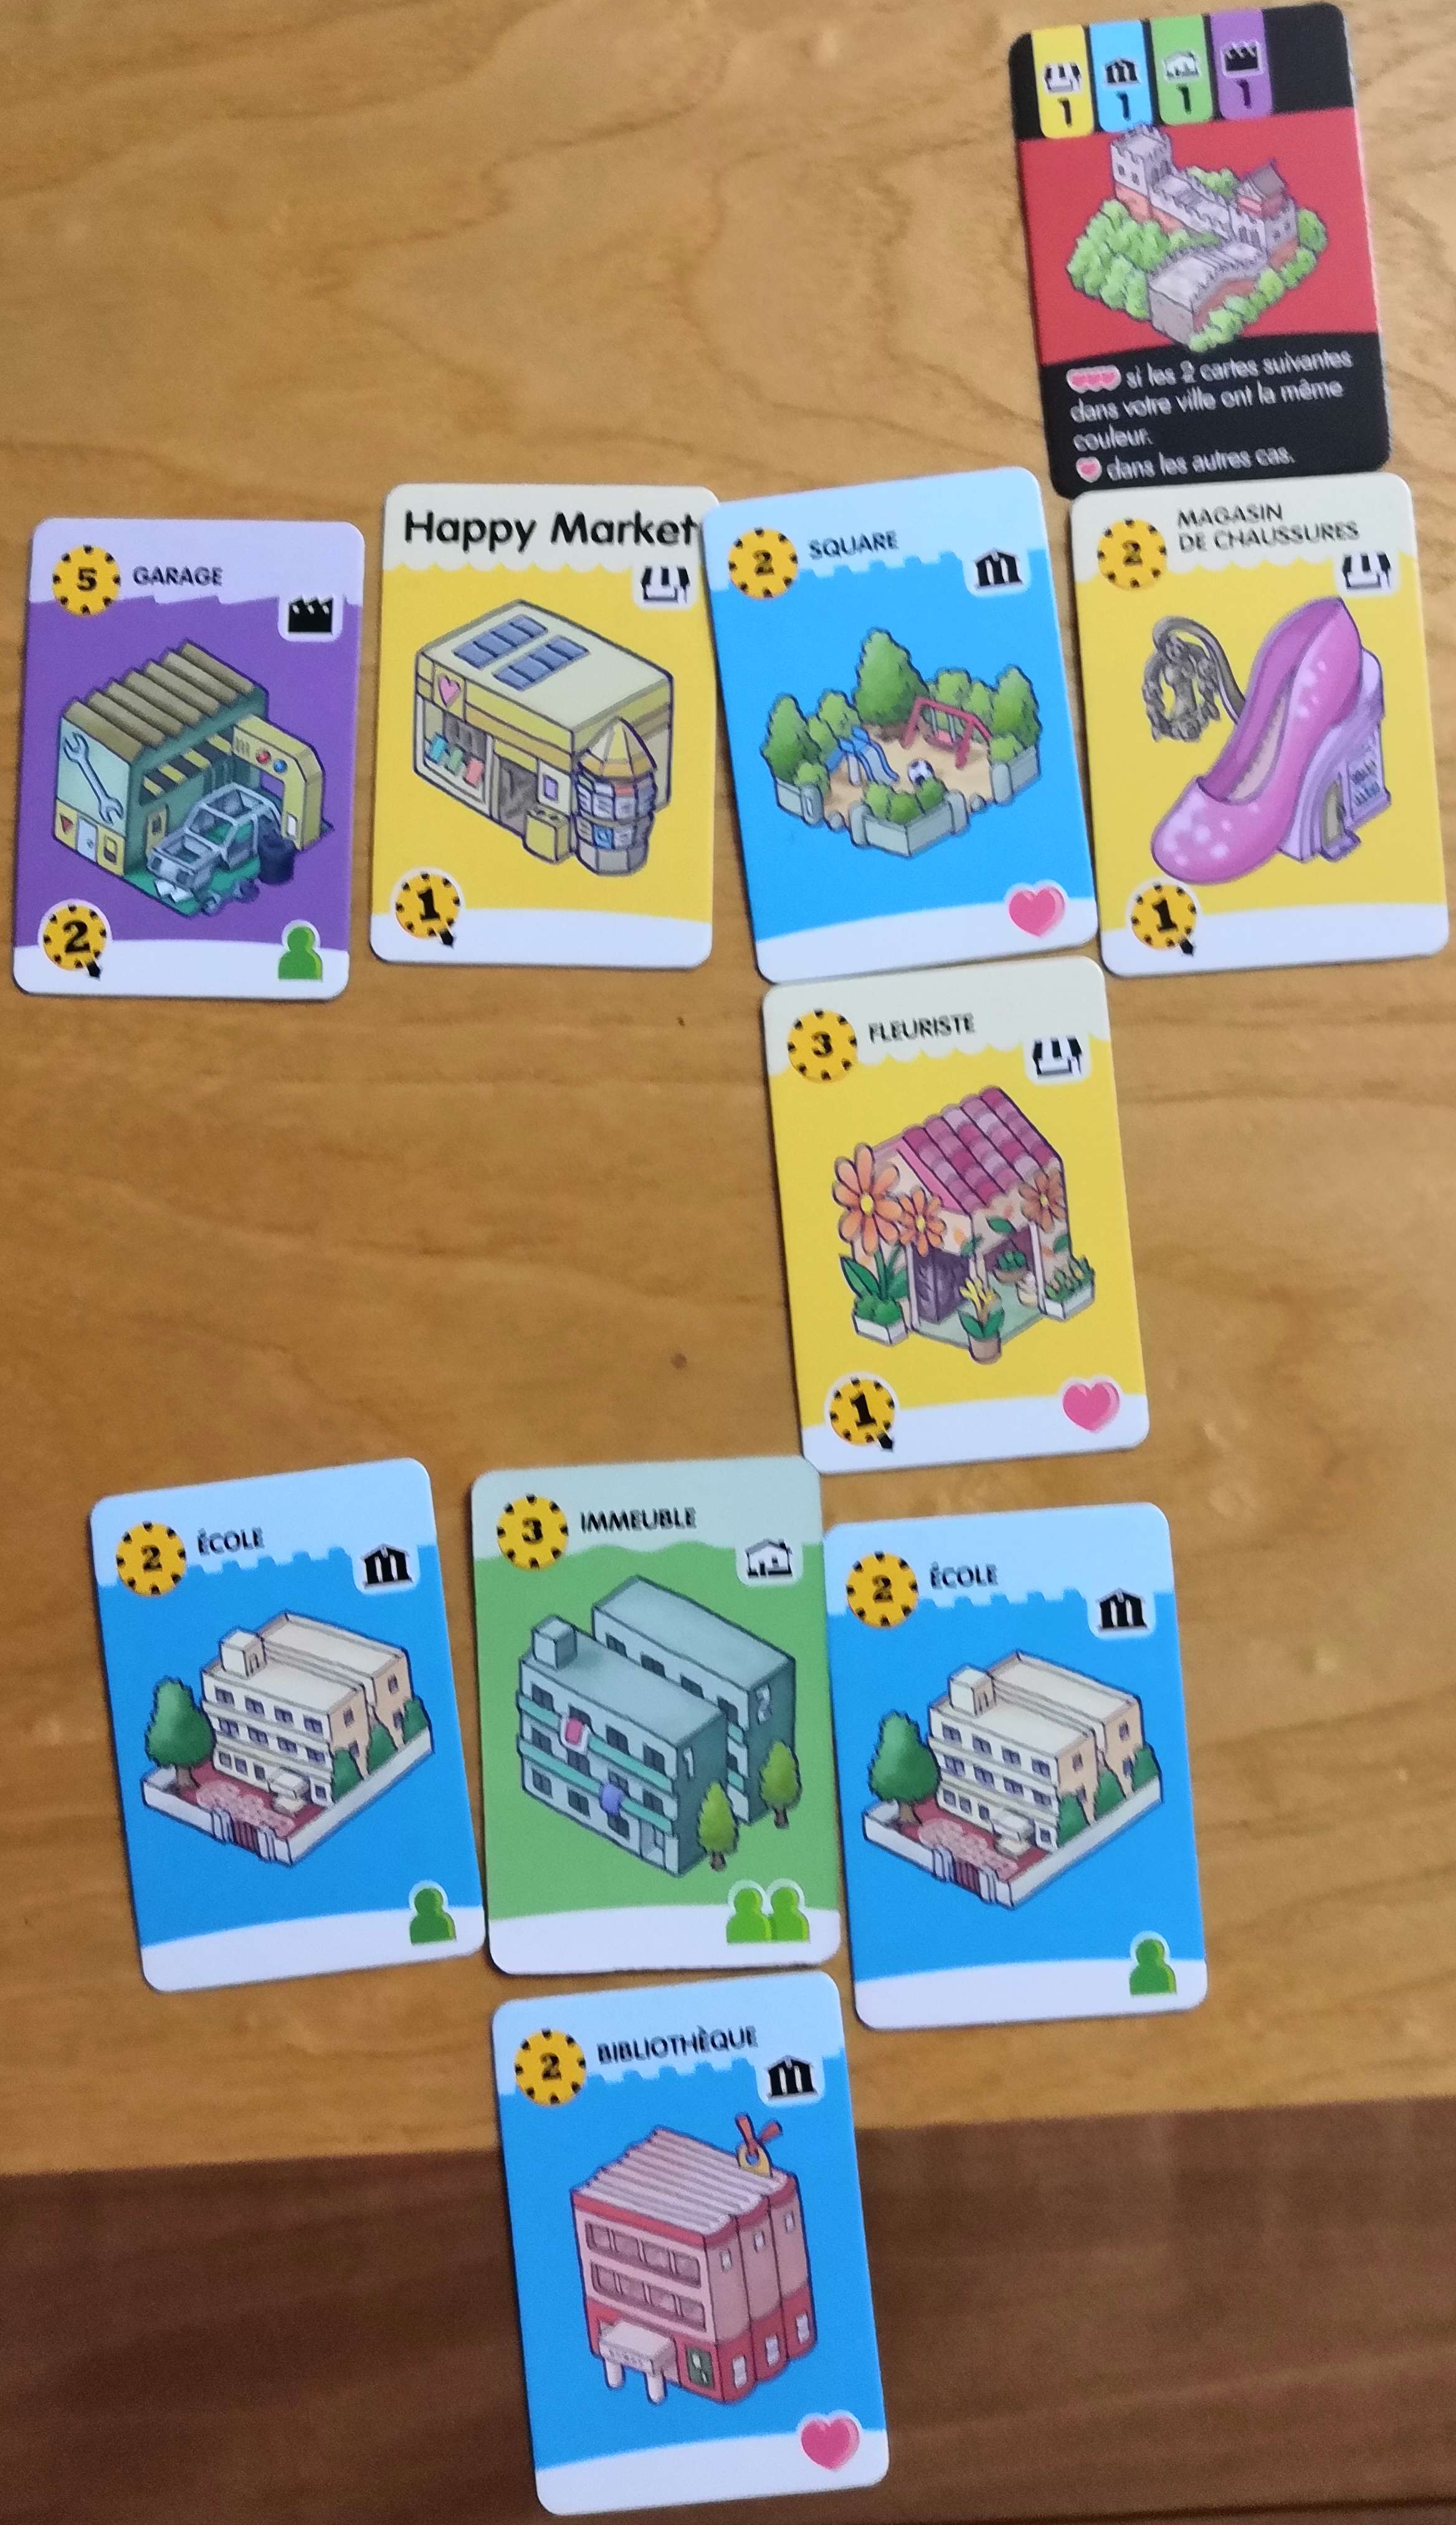 1 1 1 1
si les 2 cartes suivantes
dans votre ville ont la même
couleur.
dans les autres cas.
5 GARAGE
2
Happy Market
1
2 SQUARE
2 MAGASIN
DE CHAUSSURES
1
3 FLEURISTE
1
2 ÉCOLE
3 IMMEUBLE
2 ÉCOLE
2 BIBLIOTHÈQUE